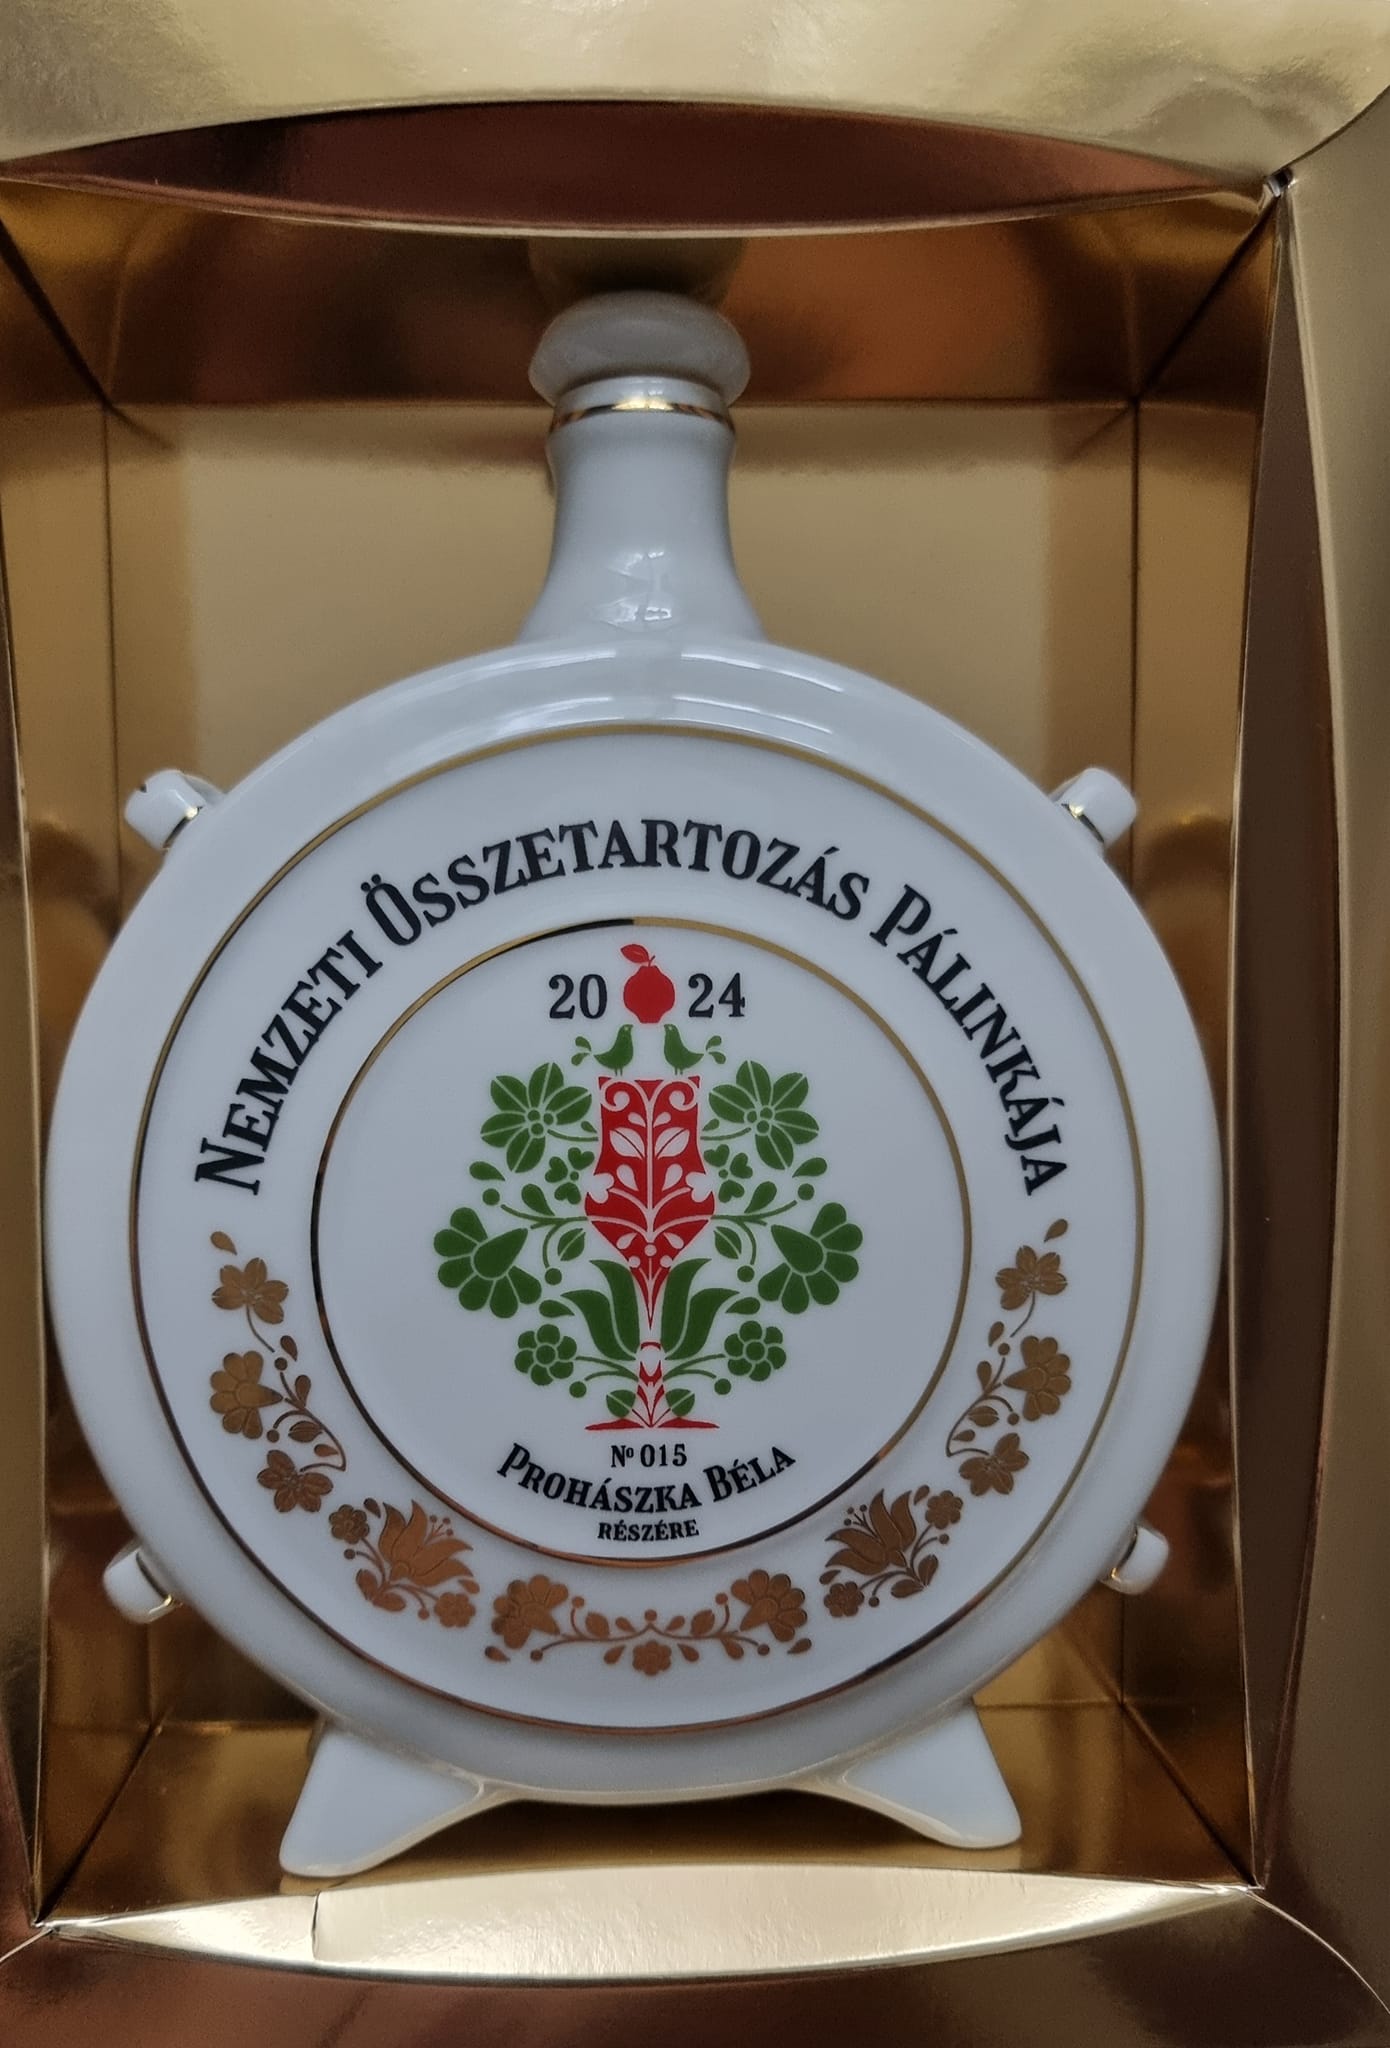 Nemzeti Összetartozás Pálinkája
20 24
№ 015
Prohászka Béla
részére